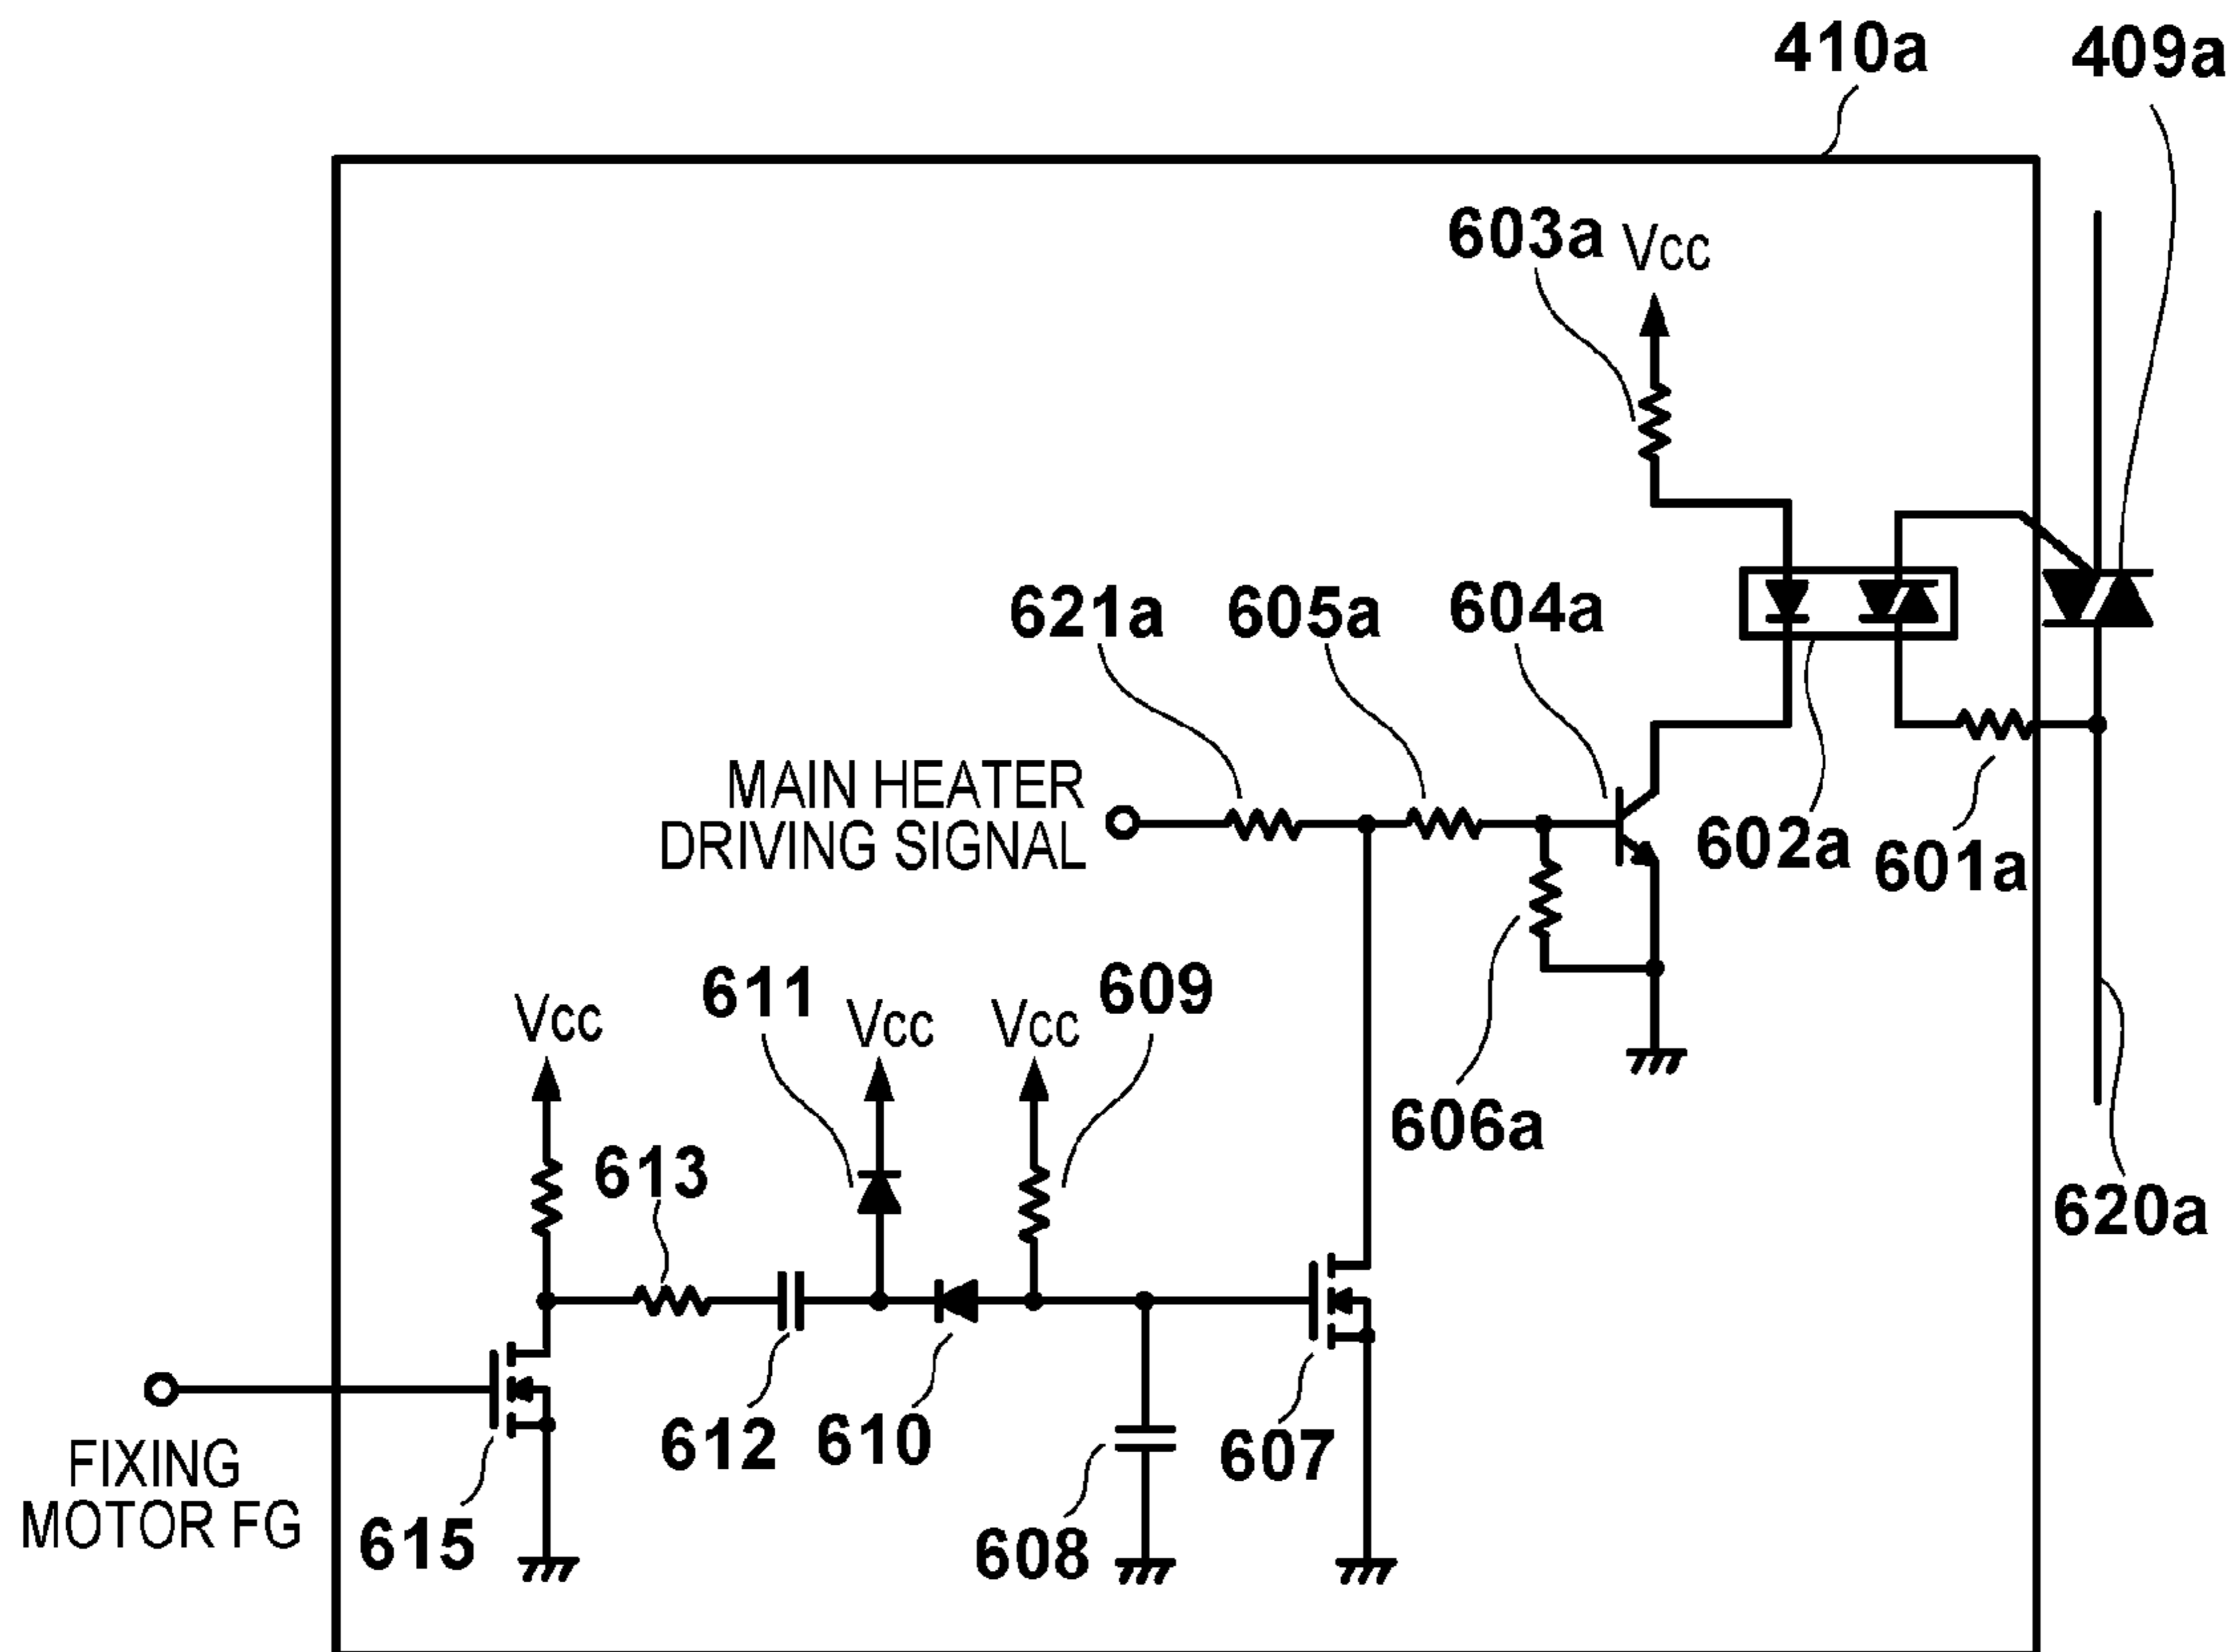 410a
409a
603a
Vcc
621a
605a
604a
MAIN HEATER
DRIVING SIGNAL
602a
601a
611
Vcc
Vcc
Vcc
609
606a
613
620a
612
610
607
FIXING
MOTOR FG
615
608